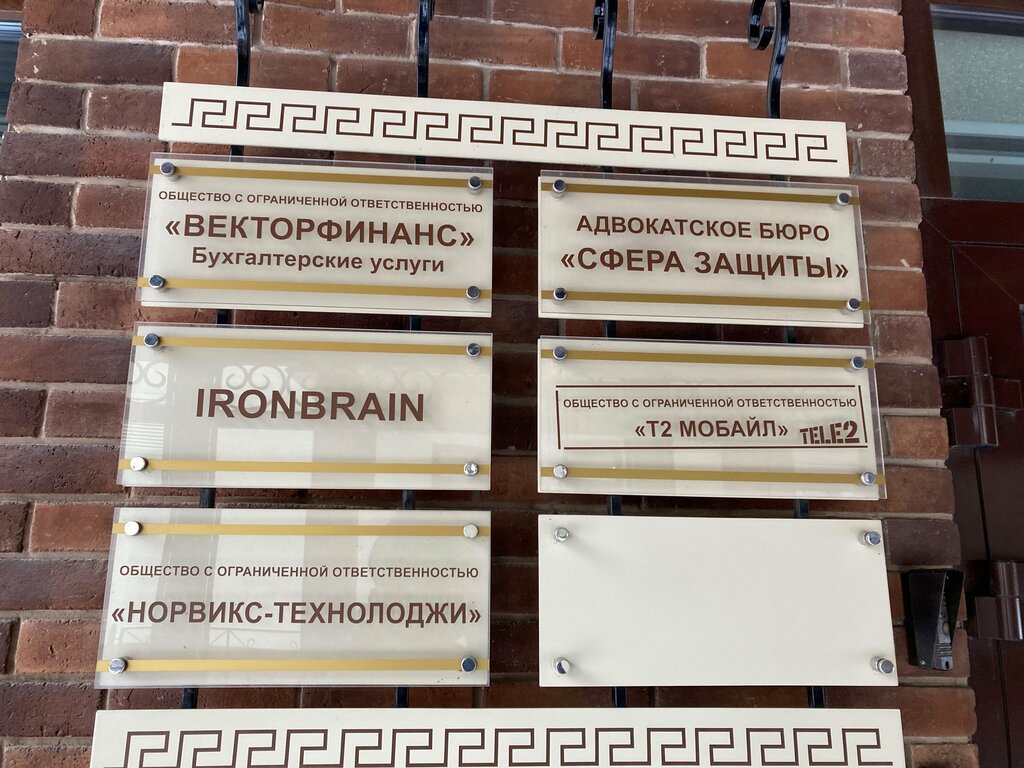 ОБЩЕСТВО С ОГРАНИЧЕННОЙ ОТВЕТСТВЕННОСТЬЮ
«ВЕКТОРФИНАНС»
Бухгалтерские услуги
АДВОКАТСКОЕ БЮРО
«СФЕРА ЗАЩИТЫ»
IRONBRAIN
ОБЩЕСТВО С ОГРАНИЧЕННОЙ ОТВЕТСТВЕННОСТЬЮ
«Т2 МОБАЙЛ» TELE2
ОБЩЕСТВО С ОГРАНИЧЕННОЙ ОТВЕТСТВЕННОСТЬЮ
«НОРВИКС-ТЕХНОЛОДЖИ»